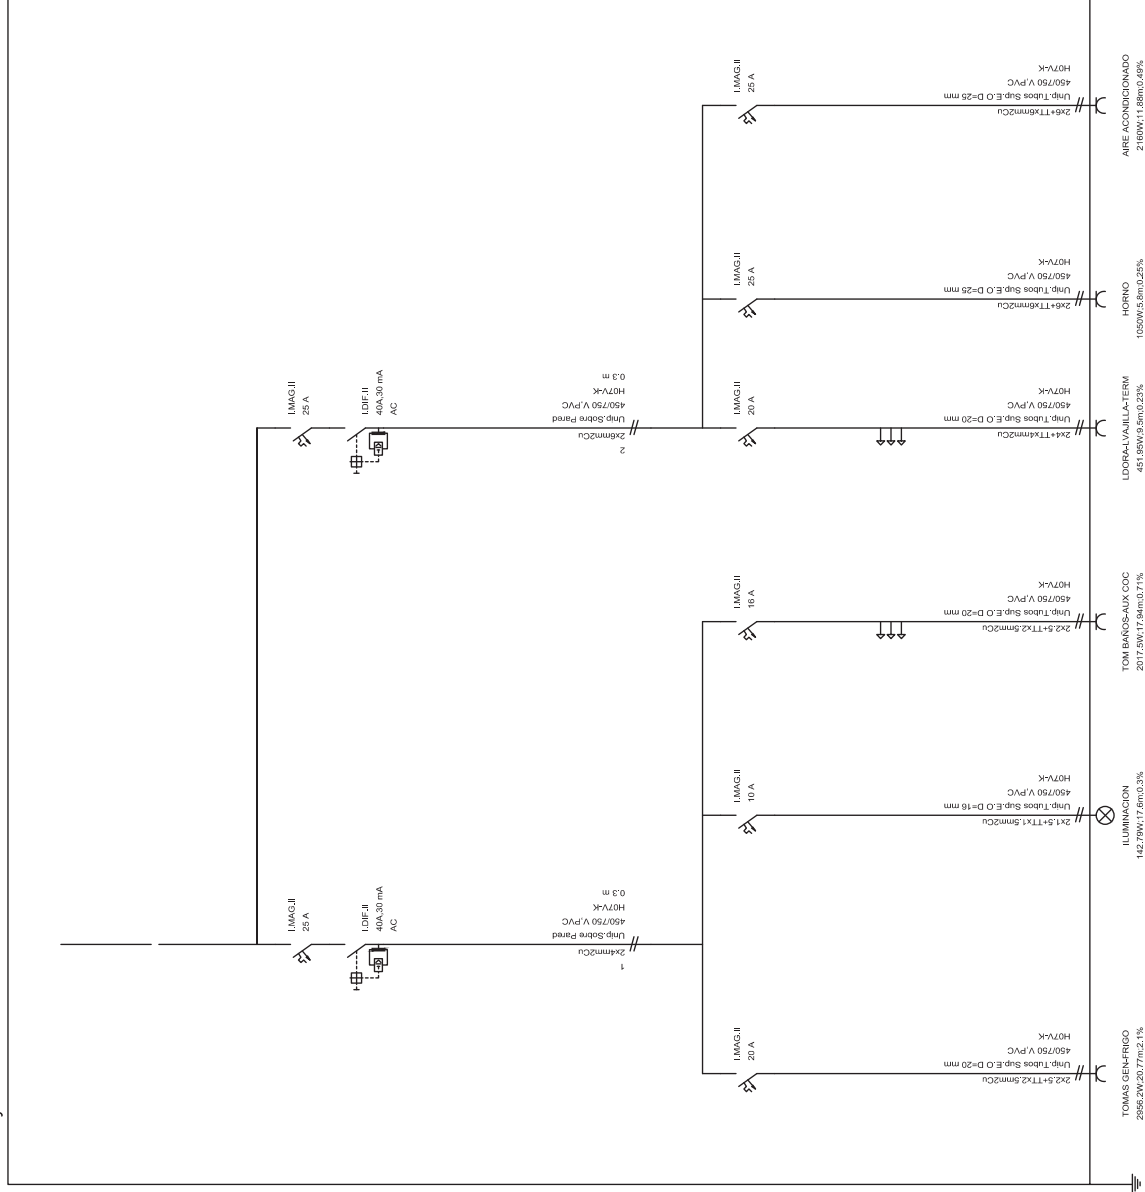 I.MAG.II
25 A
H07V-K
450/750 V,PVC
Unip.Tubos Sup.E.O D=25 mm
2x6+TTx6mm2Cu
AIRE ACONDICIONADO
2160W;11.88m;0.49%
I.MAG.II
25 A
H07V-K
450/750 V,PVC
Unip.Tubos Sup.E.O D=25 mm
2x6+TTx6mm2Cu
HORNO
1050W;5.8m;0.25%
I.MAG.II
25 A
I.DIF.II
40A,30 mA
AC
0.3 m
H07V-K
450/750 V,PVC
Unip.Sobre Pared
2x6mm2Cu
2
I.MAG.II
20 A
H07V-K
450/750 V,PVC
Unip.Tubos Sup.E.O D=20 mm
2x4+TTx4mm2Cu
LDORA-LVAJILLA-TERM
451.95W;9.5m;0.23%
I.MAG.II
16 A
H07V-K
450/750 V,PVC
Unip.Tubos Sup.E.O D=20 mm
2x2.5+TTx2.5mm2Cu
TOM BAÑOS-AUX COC
2017.5W;17.94m;0.71%
I.MAG.II
10 A
H07V-K
450/750 V,PVC
Unip.Tubos Sup.E.O D=16 mm
2x1.5+TTx1.5mm2Cu
ILUMINACION
142.79W;17.6m;0.3%
I.MAG.II
25 A
I.DIF.II
40A,30 mA
AC
0.3 m
H07V-K
450/750 V,PVC
Unip.Sobre Pared
2x4mm2Cu
1
I.MAG.II
20 A
H07V-K
450/750 V,PVC
Unip.Tubos Sup.E.O D=20 mm
2x2.5+TTx2.5mm2Cu
TOMAS GEN-FRIGO
2956.2W;20.77m;2.1%